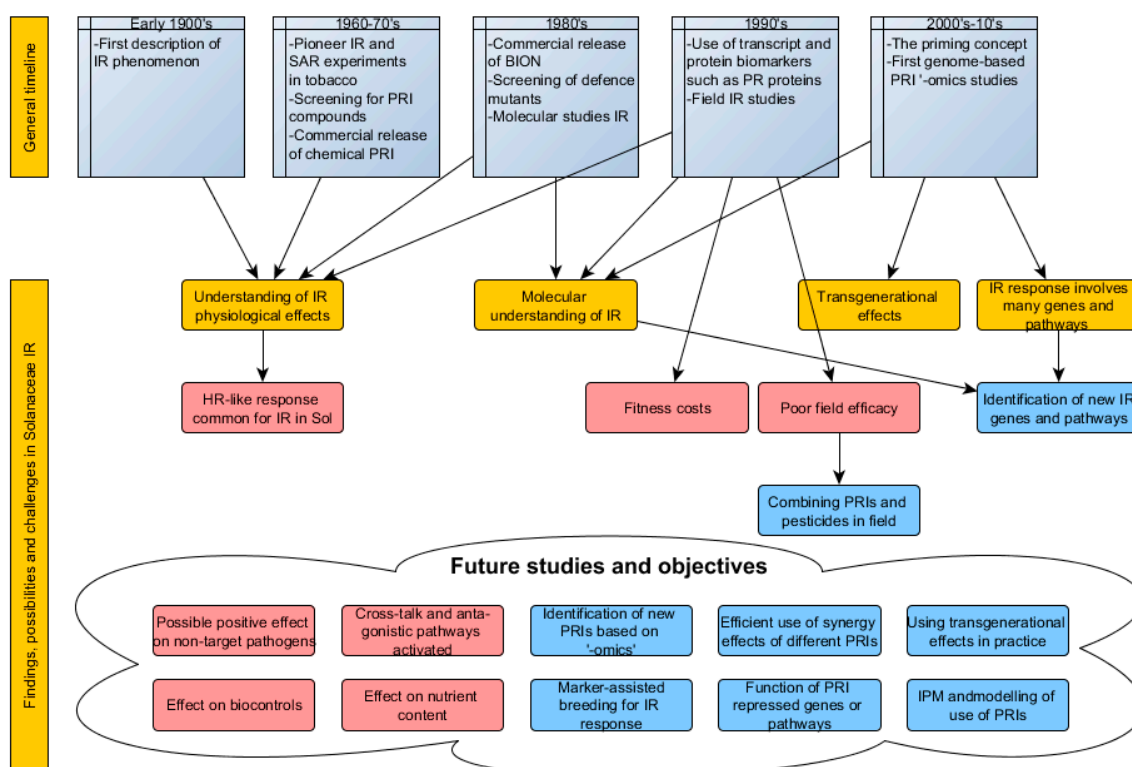 General timeline
Early 1900's
-First description of
IR phenomenon
1960-70's
-Pioneer IR and
SAR experiments
in tobacco
-Screening for PRI
compounds
-Commercial release
of chemical PRI
1980's
-Commercial release
of BION
-Screening of defence
mutants
-Molecular studies IR
1990's
-Use of transcript and
protein biomarkers
such as PR proteins
-Field IR studies
2000's-10's
-The priming concept
-First genome-based
PRI '-omics studies
Findings, possibilities and challenges in Solanaceae IR
Understanding of IR
physiological effects
Molecular
understanding of IR
Transgenerational
effects
IR response involves
many genes and
pathways
HR-like response
common for IR in Sol
Fitness costs
Poor field efficacy
Identification of new IR
genes and pathways
Combining PRIs and
pesticides in field
Future studies and objectives
Possible positive effect
on non-target pathogens
Cross-talk and anta-
gonistic pathways
activated
Identification of new
PRIs based on
'-omics'
Efficient use of synergy
effects of different PRIs
Using transgenerational
effects in practice
Effect on biocontrols
Effect on nutrient
content
Marker-assisted
breeding for IR
response
Function of PRI
repressed genes or
pathways
IPM andmodelling of
use of PRIs